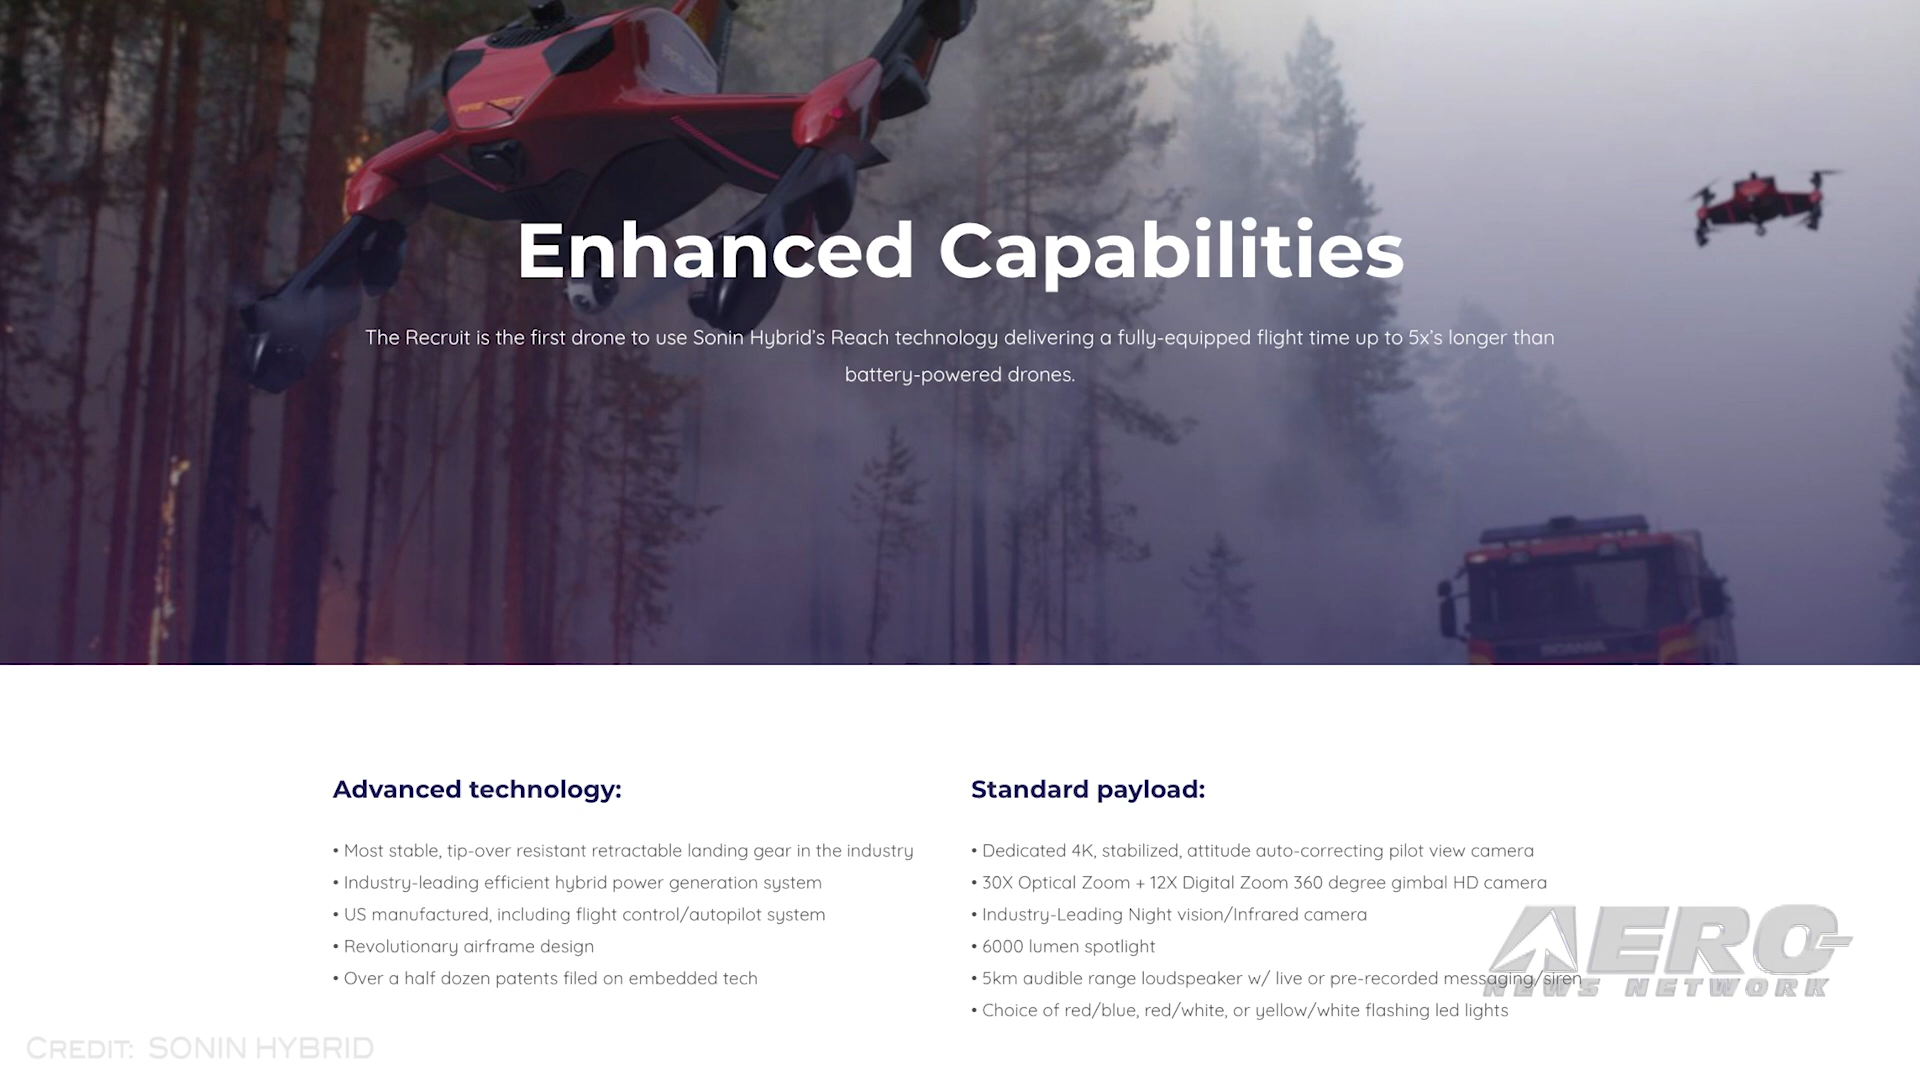 Enhanced Capabilities
The Recruit is the first drone to use Sonin Hybrid's Reach technology delivering a fully-equipped flight time up to 5x's longer than
battery-powered drones.
SCANIA
Advanced technology:
• Most stable, tip-over resistant retractable landing gear in the industry
• Industry-leading efficient hybrid power generation system
• US manufactured, including flight control/autopilot system
• Revolutionary airframe design
• Over a half dozen patents filed on embedded tech
Standard payload:
• Dedicated 4K, stabilized, attitude auto-correcting pilot view camera
• 30X Optical Zoom + 12X Digital Zoom 360 degree gimbal HD camera
• Industry-Leading Night vision/Infrared camera
• 6000 lumen spotlight
• 5km audible range loudspeaker w/ live or pre-recorded messaging/siren
• Choice of red/blue, red/white, or yellow/white flashing led lights
AERO-
NEWS NETWORK
CREDIT: SONIN HYBRID